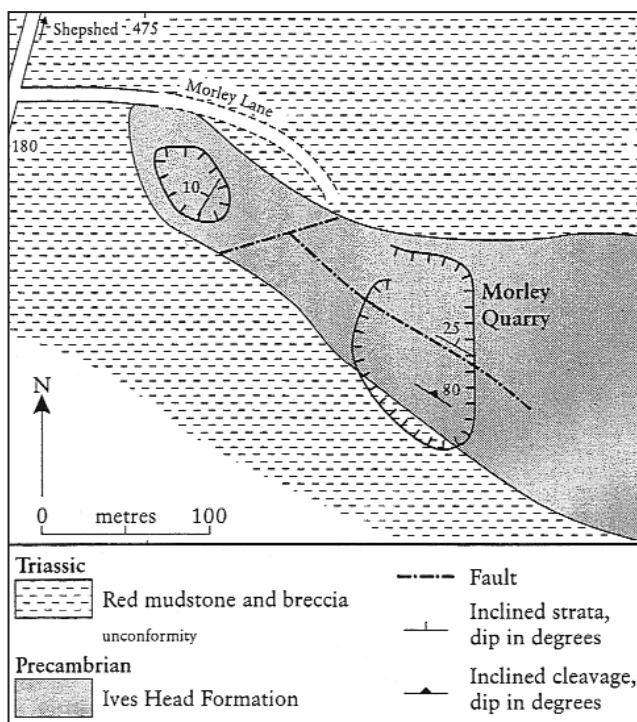 Shepshed
475
Morley Lane
180
10
Morley
Quarry
25
80
N
0 metres 100
Triassic
Red mudstone and breccia
unconformity
Precambrian
Ives Head Formation
Fault
Inclined strata,
dip in degrees
Inclined cleavage,
dip in degrees